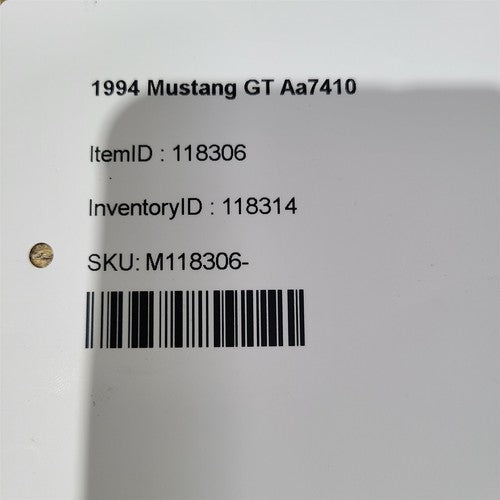 1994 Mustang GT Aa7410
ItemID : 118306
InventoryID : 118314
SKU: M118306-